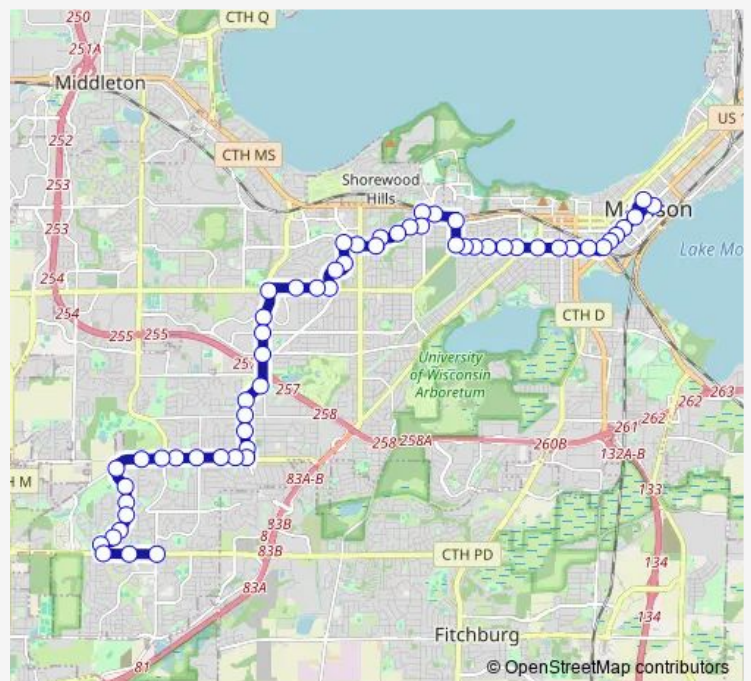 250
CTH Q
251A
Middleton
252
CTH MS
US
253
Shorewood
Hills
253
254
254
255 255
257
258
University
of Wisconsin
Arboretum
CTH D
Lake Mo
263
262
262
261
258 258A
260B
132A-B
H M
83A-B
133
83B
83B
CTH PD
134
83A
134
Fitchburg
81
© OpenStreetMap contributors